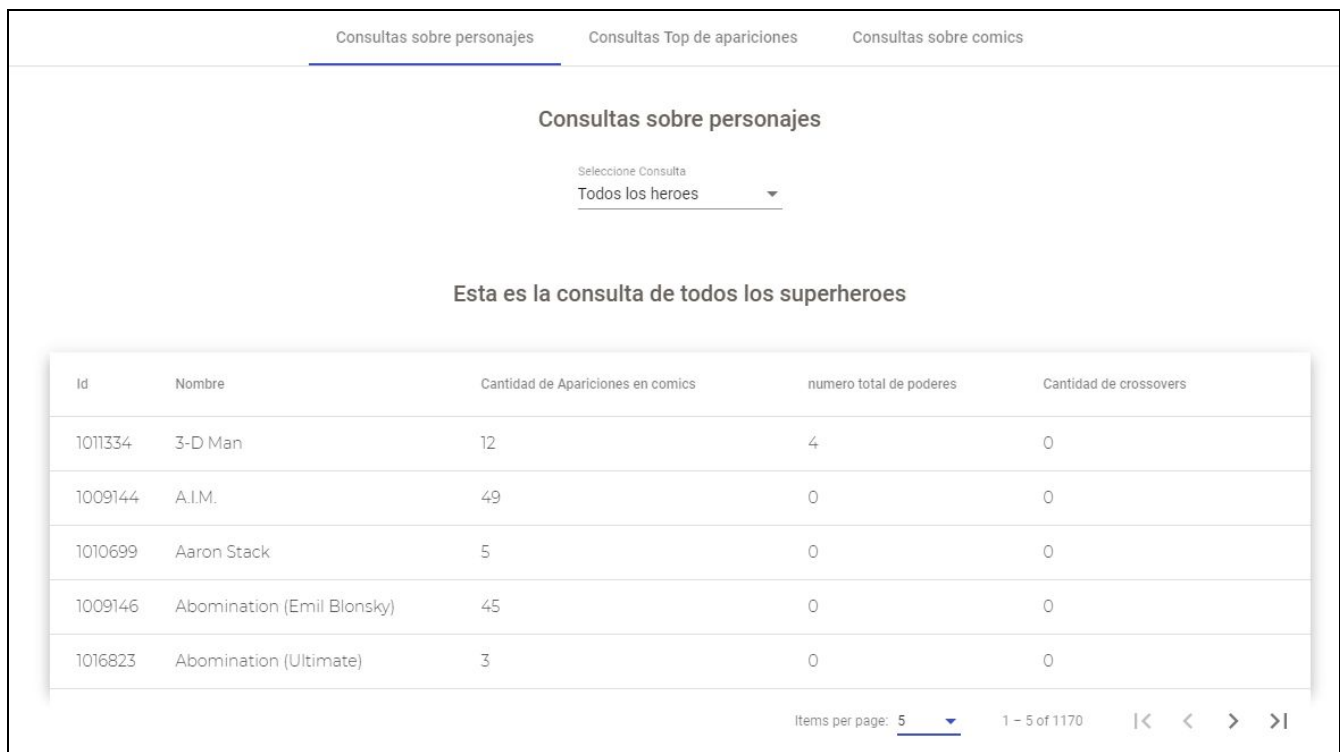 Consultas sobre personajes Consultas Top de apariciones Consultas sobre comics
Consultas sobre personajes
Seleccione Consulta
Todos los heroes
Esta es la consulta de todos los superheroes
Id Nombre Cantidad de Apariciones en comics numero total de poderes Cantidad de crossovers
1011334 3-D Man 12 4 0
1009144 A.I.M. 49 0 0
1010699 Aaron Stack 5 0 0
1009146 Abomination (Emil Blonsky) 45 0 0
1016823 Abomination (Ultimate) 3 0 0
Items per page: 5 1 – 5 of 1170